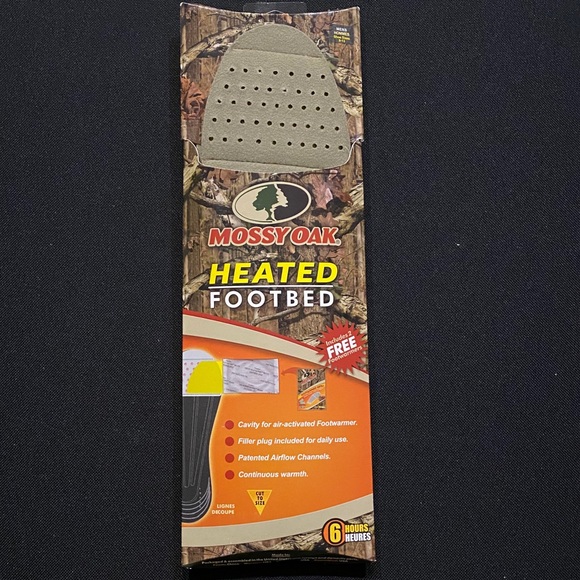 MEN'S
MOSSY OAK
HEATED
FOOTBED
Includes 2
FREE
Footwarmers
Cavity for air-activated Footwarmer.
Filler plug included for daily use.
Patented Airflow Channels.
Continuous warmth.
CUT
TO
SIZE
LIGNES
DÉCOUPE
6 HOURS
HEURES